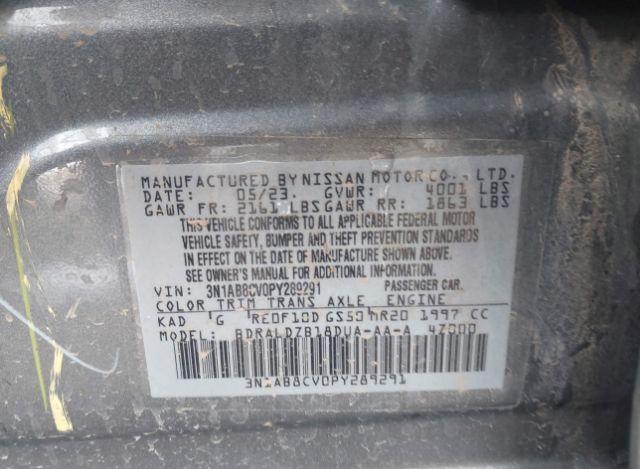 MANUFACTURED BY NISSAN MOTOR CO., LTD.
DATE: 05/23 GVWR: 4001 LBS
GAWR FR: 2161 LBS GAWR RR: 1863 LBS
THIS VEHICLE CONFORMS TO ALL APPLICABLE FEDERAL MOTOR
VEHICLE SAFETY, BUMPER AND THEFT PREVENTION STANDARDS
IN EFFECT ON THE DATE OF MANUFACTURE SHOWN ABOVE.
SEE OWNER'S MANUAL FOR ADDITIONAL INFORMATION
VIN: 3N1AB8CV0PY289291 PASSENGER CAR.
COLOR TRIM TRANS AXLE ENGINE
KAD G RE0F10D GS50 MR20 1997 CC
MODEL: BDRALDZB18DUA-AA-A 4Z000
3N1AB8CV0PY289291